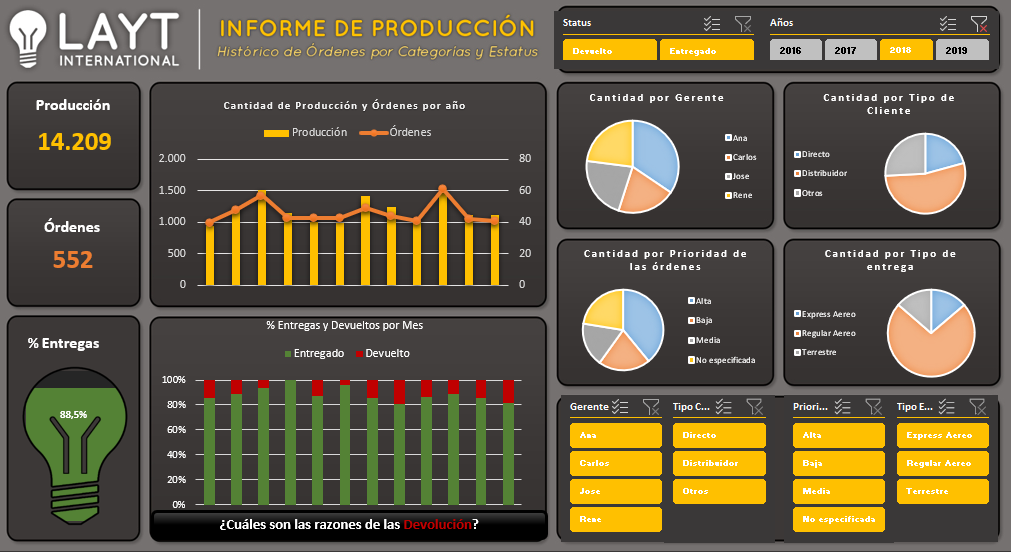 LAYT
INTERNATIONAL
INFORME DE PRODUCCIÓN
Histórico de Órdenes por Categorias y Estatus
Status
Devuelto
Entregado
Años
2016
2017
2018
2019
Producción
14.209
Órdenes
552
% Entregas
88,5%
Cantidad de Producción y Órdenes por año
Producción
Órdenes
2.000
1.500
1.000
500
0
80
60
40
20
0
% Entregas y Devueltos por Mes
Entregado
Devuelto
100%
80%
60%
40%
20%
0%
¿Cuáles son las razones de las Devolución?
Cantidad por Gerente
Ana
Carlos
Jose
Rene
Cantidad por Tipo de
Cliente
Directo
Distribuidor
Otros
Cantidad por Prioridad de
las órdenes
Alta
Baja
Media
No especificada
Cantidad por Tipo de
entrega
Express Aereo
Regular Aereo
Terrestre
Gerente
Ana
Carlos
Jose
Rene
Tipo C...
Directo
Distribuidor
Otros
Priori...
Alta
Baja
Media
No especificada
Tipo E...
Express Aereo
Regular Aereo
Terrestre